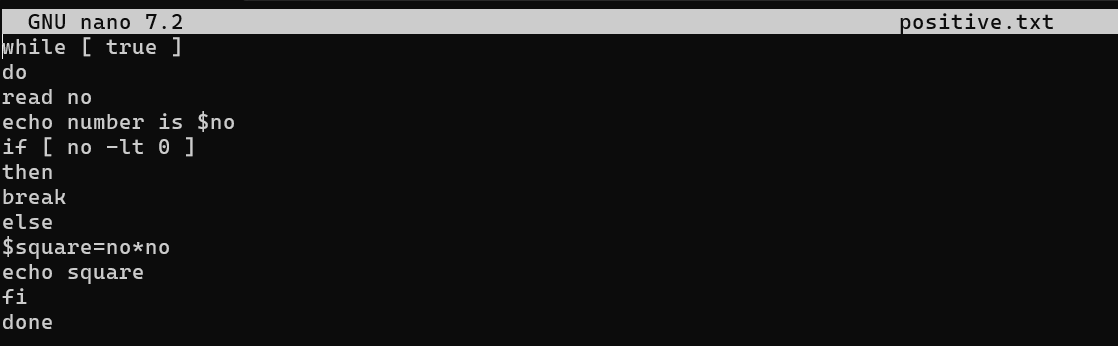 GNU nano 7.2 positive.txt
while [ true ]
do
read no
echo number is $no
if [ no -lt 0 ]
then
break
else
$square=no*no
echo square
fi
done